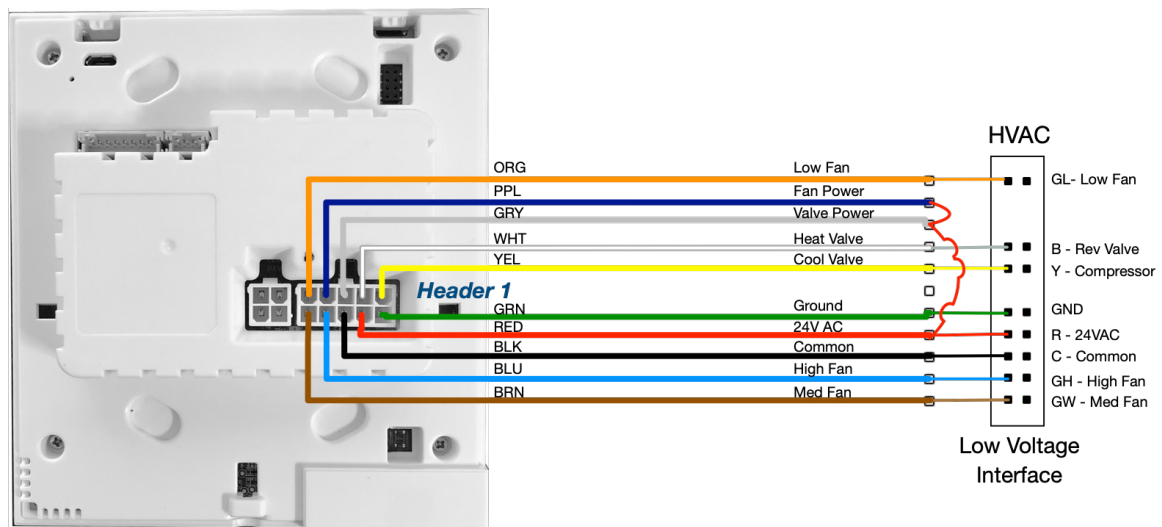 HVAC
ORG Low Fan GL- Low Fan
PPL Fan Power
GRY Valve Power
WHT Heat Valve B - Rev Valve
YEL Cool Valve Y - Compressor
Header 1
GRN Ground GND
RED 24V AC R - 24VAC
BLK Common C - Common
BLU High Fan GH - High Fan
BRN Med Fan GW - Med Fan
Low Voltage
Interface